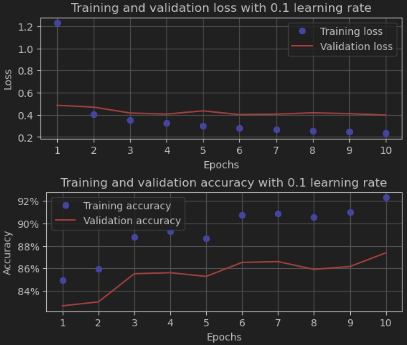 Training and validation loss with 0.1 learning rate
1.2
1.0
0.8
0.6
0.4
0.2
Loss
Training loss
Validation loss
1 2 3 4 5 6 7 8 9 10
Epochs
Training and validation accuracy with 0.1 learning rate
92%
90%
88%
86%
84%
Accuracy
Training accuracy
Validation accuracy
1 2 3 4 5 6 7 8 9 10
Epochs